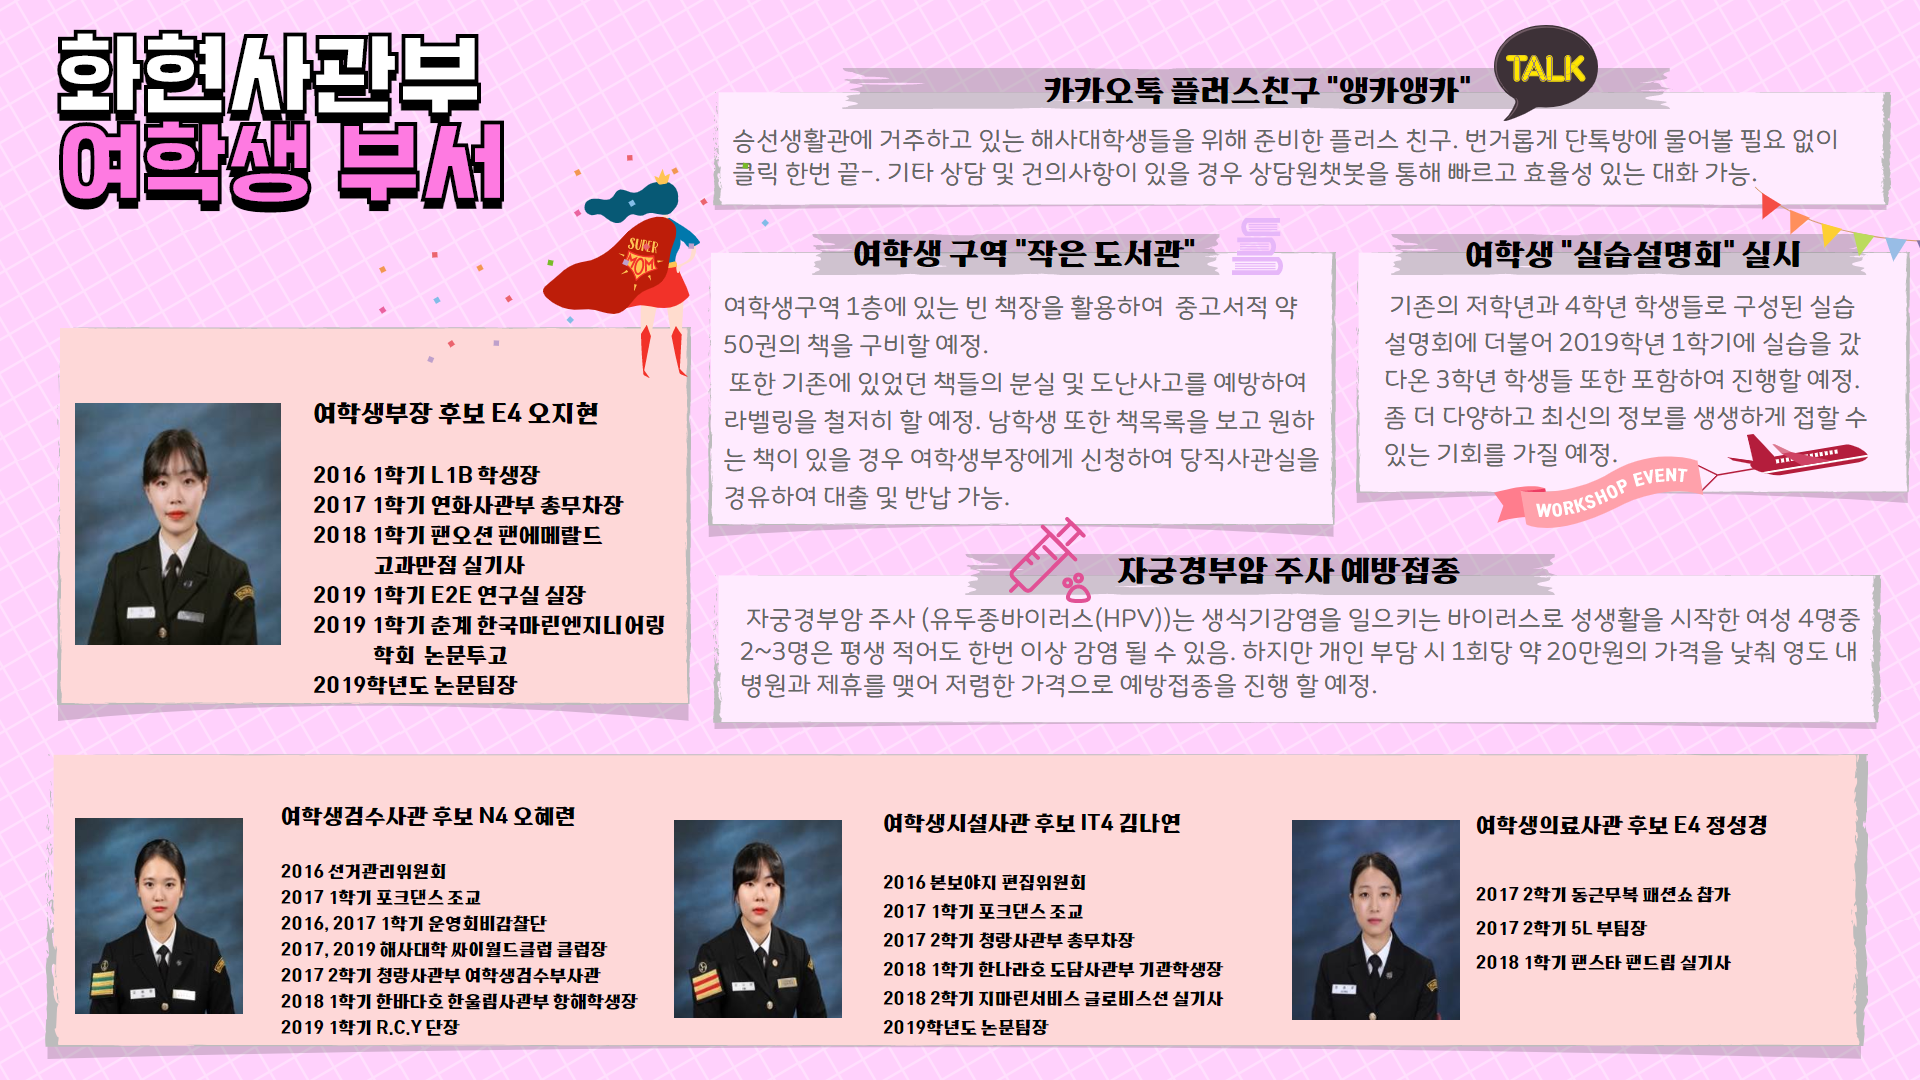 화현사관부
여학생 부서
SUPER
MOM
여학생부장 후보 E4 오지현
2016 1학기 L1B 학생장
2017 1학기 연화사관부 총무차장
2018 1학기 팬오션 팬에메랄드
고과만점 실기사
2019 1학기 E2E 연구실 실장
2019 1학기 춘계 한국마린엔지니어링
학회 논문투고
2019학년도 논문팀장
카카오톡 플러스친구 "앵카앵카"
TALK
승선생활관에 거주하고 있는 해사대학생들을 위해 준비한 플러스 친구. 번거롭게 단톡방에 물어볼 필요 없이
클릭 한번 끝-. 기타 상담 및 건의사항이 있을 경우 상담원챗봇을 통해 빠르고 효율성 있는 대화 가능.
여학생 구역 "작은 도서관"
여학생구역 1층에 있는 빈 책장을 활용하여 중고서적 약
50권의 책을 구비할 예정.
또한 기존에 있었던 책들의 분실 및 도난사고를 예방하여
라벨링을 철저히 할 예정. 남학생 또한 책목록을 보고 원하
는 책이 있을 경우 여학생부장에게 신청하여 당직사관실을
경유하여 대출 및 반납 가능.
여학생 "실습설명회" 실시
기존의 저학년과 4학년 학생들로 구성된 실습
설명회에 더불어 2019학년 1학기에 실습을 갔
다온 3학년 학생들 또한 포함하여 진행할 예정.
좀 더 다양하고 최신의 정보를 생생하게 접할 수
있는 기회를 가질 예정.
WORKSHOP EVENT
자궁경부암 주사 예방접종
자궁경부암 주사 (유두종바이러스(HPV))는 생식기감염을 일으키는 바이러스로 성생활을 시작한 여성 4명중
2~3명은 평생 적어도 한번 이상 감염 될 수 있음. 하지만 개인 부담 시 1회당 약 20만원의 가격을 낮춰 영도 내
병원과 제휴를 맺어 저렴한 가격으로 예방접종을 진행 할 예정.
여학생검수사관 후보 N4 오혜련
2016 선거관리위원회
2017 1학기 포크댄스 조교
2016, 2017 1학기 운영회비감찰단
2017, 2019 해사대학 싸이월드클럽 클럽장
2017 2학기 청람사관부 여학생검수부사관
2018 1학기 한바다호 한울림사관부 항해학생장
2019 1학기 R.C.Y 단장
여학생시설사관 후보 IT4 김나연
2016 본보야지 편집위원회
2017 1학기 포크댄스 조교
2017 2학기 청람사관부 총무차장
2018 1학기 한나라호 도담사관부 기관학생장
2018 2학기 지마린서비스 글로비스선 실기사
2019학년도 논문팀장
여학생의료사관 후보 E4 정성경
2017 2학기 동근무복 패션쇼 참가
2017 2학기 5L 부팀장
2018 1학기 팬스타 팬드림 실기사